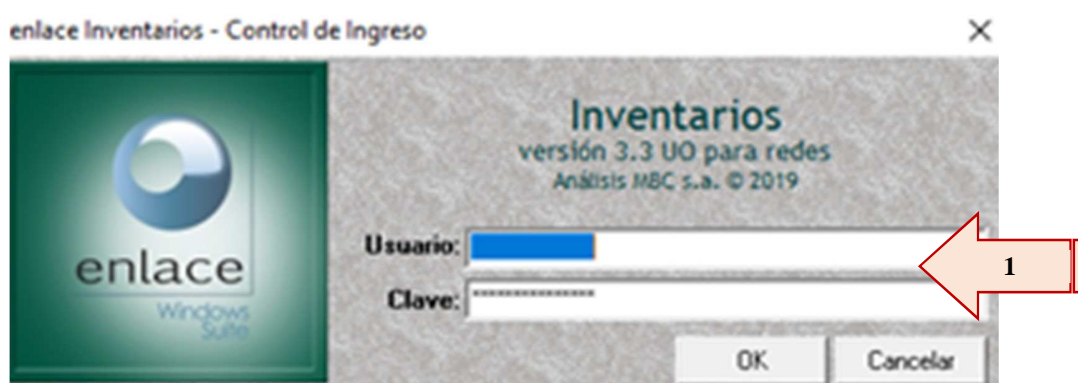 enlace Inventarios - Control de Ingreso
Inventarios
versión 3.3 UO para redes
Análisis MBC s.a. © 2019
enlace
Windows
Suite
Usuario:
Clave: ---------------
OK Cancelar
1